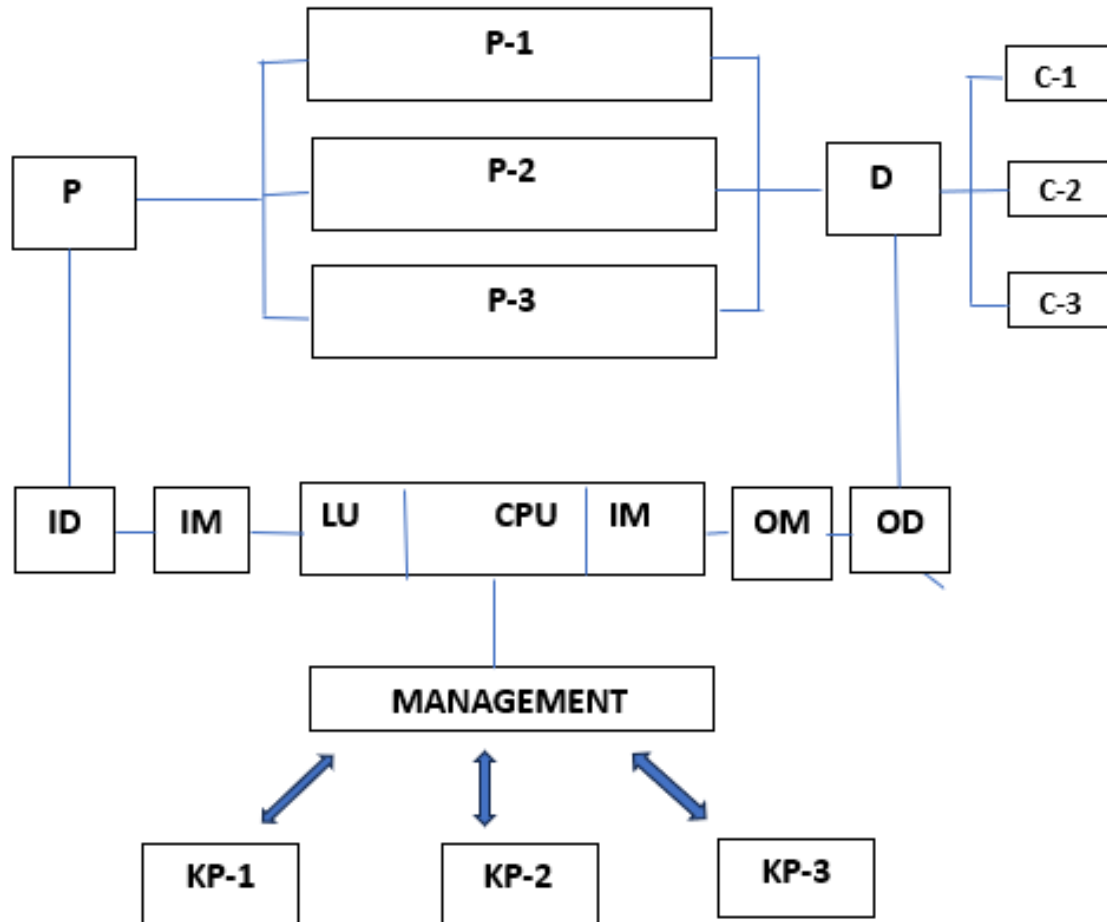 P-1
C-1
P
P-2
D
C-2
P-3
C-3
ID
IM
LU
CPU
IM
OM
OD
MANAGEMENT
KP-1
KP-2
KP-3